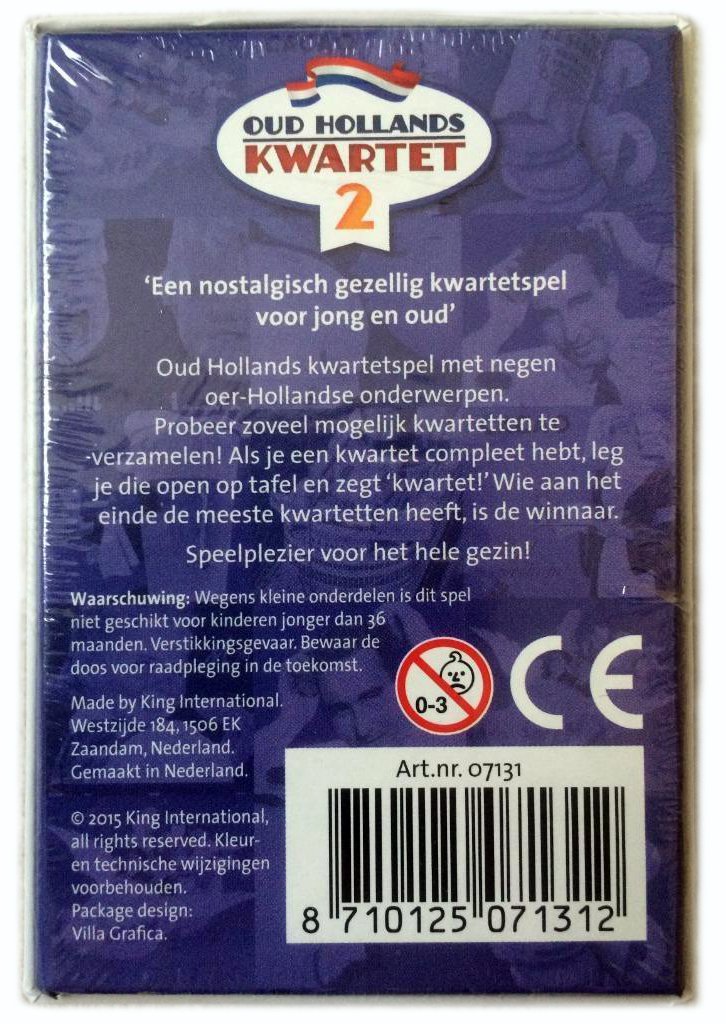 OUD HOLLANDS
KWARTET
2
‘Een nostalgisch gezellig kwartetspel
voor jong en oud’
Oud Hollands kwartetspel met negen
oer-Hollandse onderwerpen.
Probeer zoveel mogelijk kwartetten te
-verzamelen! Als je een kwartet compleet hebt, leg
je die open op tafel en zegt ‘kwartet!’ Wie aan het
einde de meeste kwartetten heeft, is de winnaar.
Speelplezier voor het hele gezin!
Waarschuwing: Wegens kleine onderdelen is dit spel
niet geschikt voor kinderen jonger dan 36
maanden. Verstikkingsgevaar. Bewaar de
doos voor raadpleging in de toekomst.
0-3
CE
Made by King International.
Westzijde 184, 1506 EK
Zaandam, Nederland.
Gemaakt in Nederland.
© 2015 King International,
all rights reserved. Kleur-
en technische wijzigingen
voorbehouden.
Package design:
Villa Grafica.
Art.nr. 07131
8 710125 071312